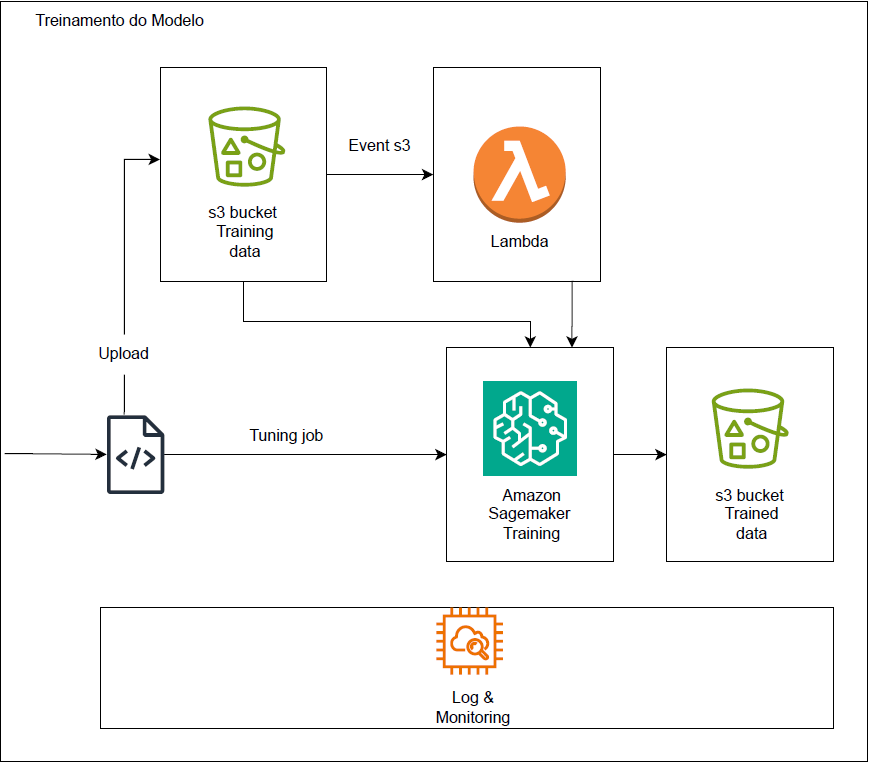 Treinamento do Modelo
s3 bucket
Training
data
Event s3
Lambda
Upload
Tuning job
Amazon
Sagemaker
Training
s3 bucket
Trained
data
Log &
Monitoring